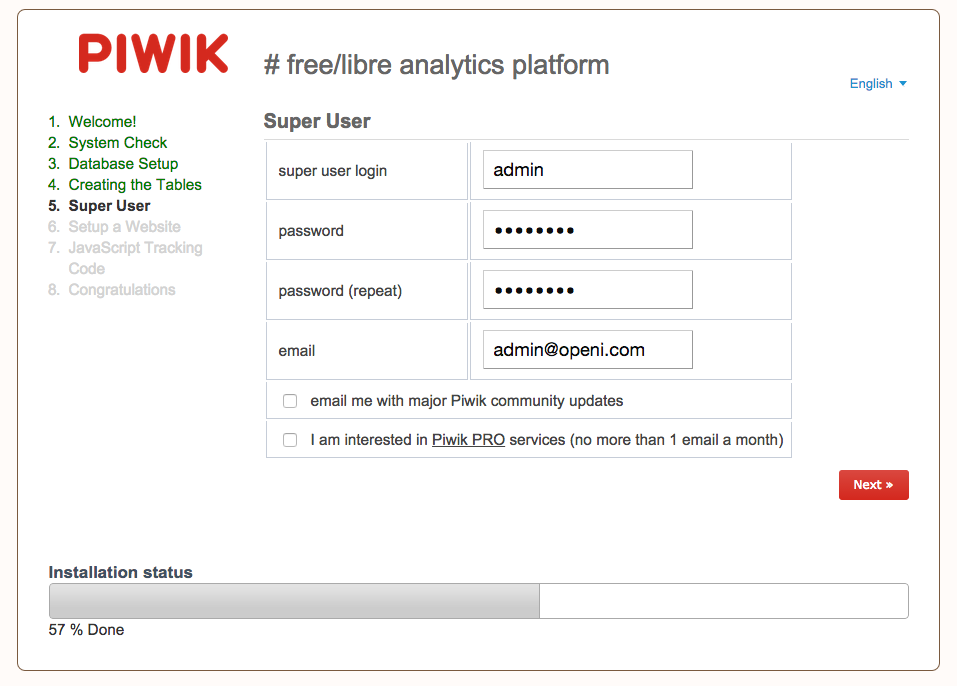 PIWIK
# free/libre analytics platform
English
1. Welcome!
2. System Check
3. Database Setup
4. Creating the Tables
5. Super User
6. Setup a Website
7. JavaScript Tracking
Code
8. Congratulations
Super User
super user login
admin
password
••••••••
password (repeat)
••••••••
email
admin@openi.com
email me with major Piwik community updates
I am interested in Piwik PRO services (no more than 1 email a month)
Next »
Installation status
57 % Done